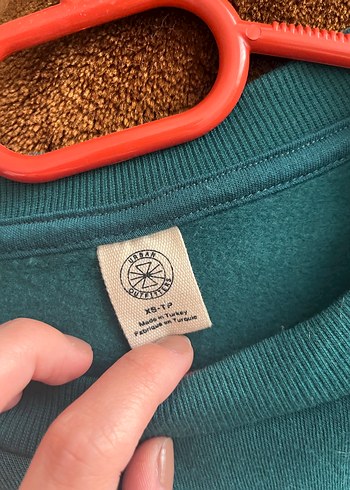 URBAN
OUTFITTERS
XS-TP
Made in Turkey
Fabriqué en Turquie